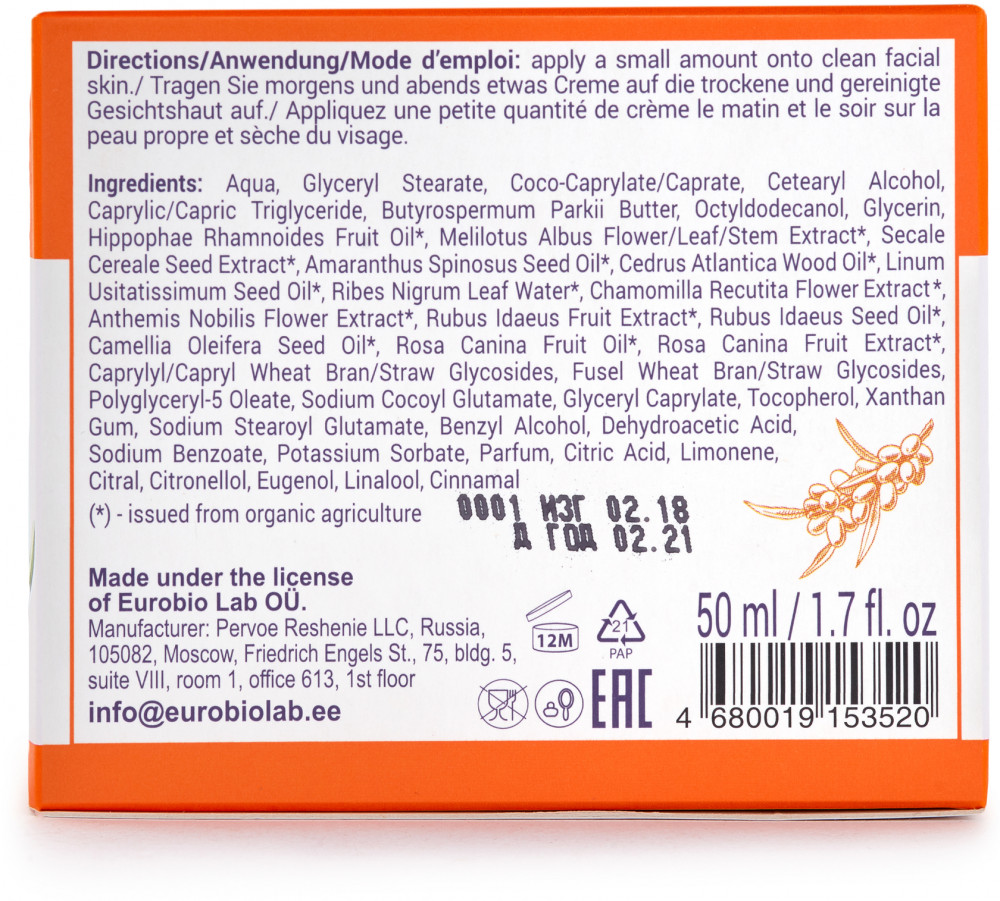 Directions/Anwendung/Mode d'emploi: apply a small amount onto clean facial
skin./ Tragen Sie morgens und abends etwas Creme auf die trockene und gereinigte
Gesichtshaut auf./ Appliquez une petite quantité de crème le matin et le soir sur la
peau propre et sèche du visage.
Ingredients: Aqua, Glyceryl Stearate, Coco-Caprylate/Caprate, Cetearyl Alcohol,
Caprylic/Capric Triglyceride, Butyrospermum Parkii Butter, Octyldodecanol, Glycerin,
Hippophae Rhamnoides Fruit Oil*, Melilotus Albus Flower/Leaf/Stem Extract*, Secale
Cereale Seed Extract*, Amaranthus Spinosus Seed Oil*, Cedrus Atlantica Wood Oil*, Linum
Usitatissimum Seed Oil*, Ribes Nigrum Leaf Water*, Chamomilla Recutita Flower Extract*,
Anthemis Nobilis Flower Extract*, Rubus Idaeus Fruit Extract*, Rubus Idaeus Seed Oil*,
Camellia Oleifera Seed Oil*, Rosa Canina Fruit Oil*, Rosa Canina Fruit Extract*,
Caprylyl/Capryl Wheat Bran/Straw Glycosides, Fusel Wheat Bran/Straw Glycosides,
Polyglyceryl-5 Oleate, Sodium Cocoyl Glutamate, Glyceryl Caprylate, Tocopherol, Xanthan
Gum, Sodium Stearoyl Glutamate, Benzyl Alcohol, Dehydroacetic Acid,
Sodium Benzoate, Potassium Sorbate, Parfum, Citric Acid, Limonene,
Citral, Citronellol, Eugenol, Linalool, Cinnamal
(*) - issued from organic agriculture
0001 ИЗГ 02.18
Д ГОД 02.21
Made under the license
of Eurobio Lab OÜ.
Manufacturer: Pervoe Reshenie LLC, Russia,
105082, Moscow, Friedrich Engels St., 75, bldg. 5,
suite VIII, room 1, office 613, 1st floor
info@eurobiolab.ee
12M
21
PAP
EAC
50 ml / 1.7 fl. oz
4 680019 153520